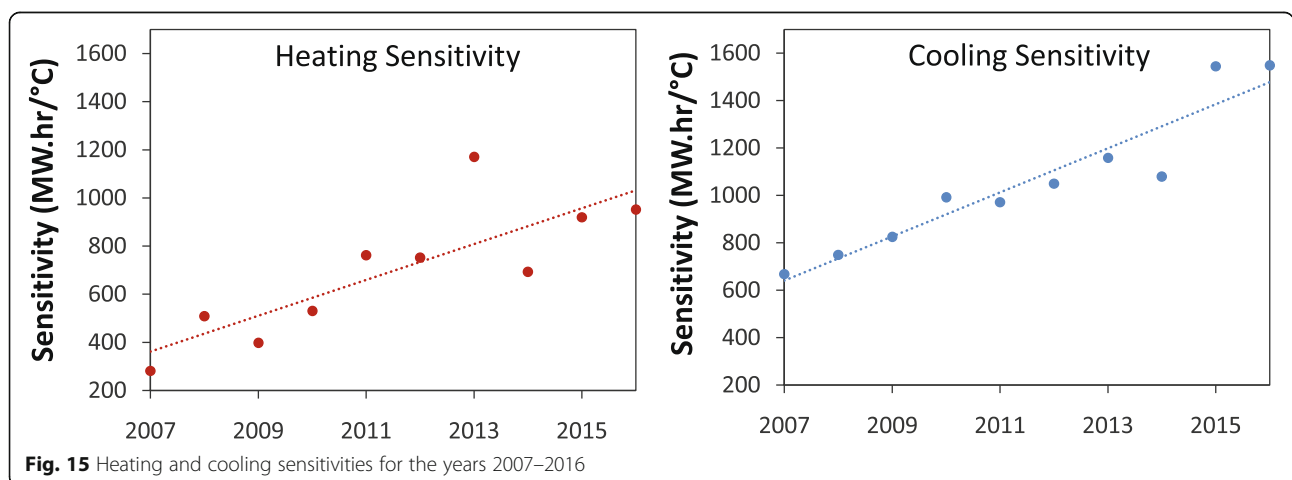 Heating Sensitivity
Sensitivity (MW.hr/°C)
1600
1400
1200
1000
800
600
400
200
2007 2009 2011 2013 2015
Cooling Sensitivity
Sensitivity (MW.hr/°C)
1600
1400
1200
1000
800
600
400
200
2007 2009 2011 2013 2015
Fig. 15 Heating and cooling sensitivities for the years 2007–2016